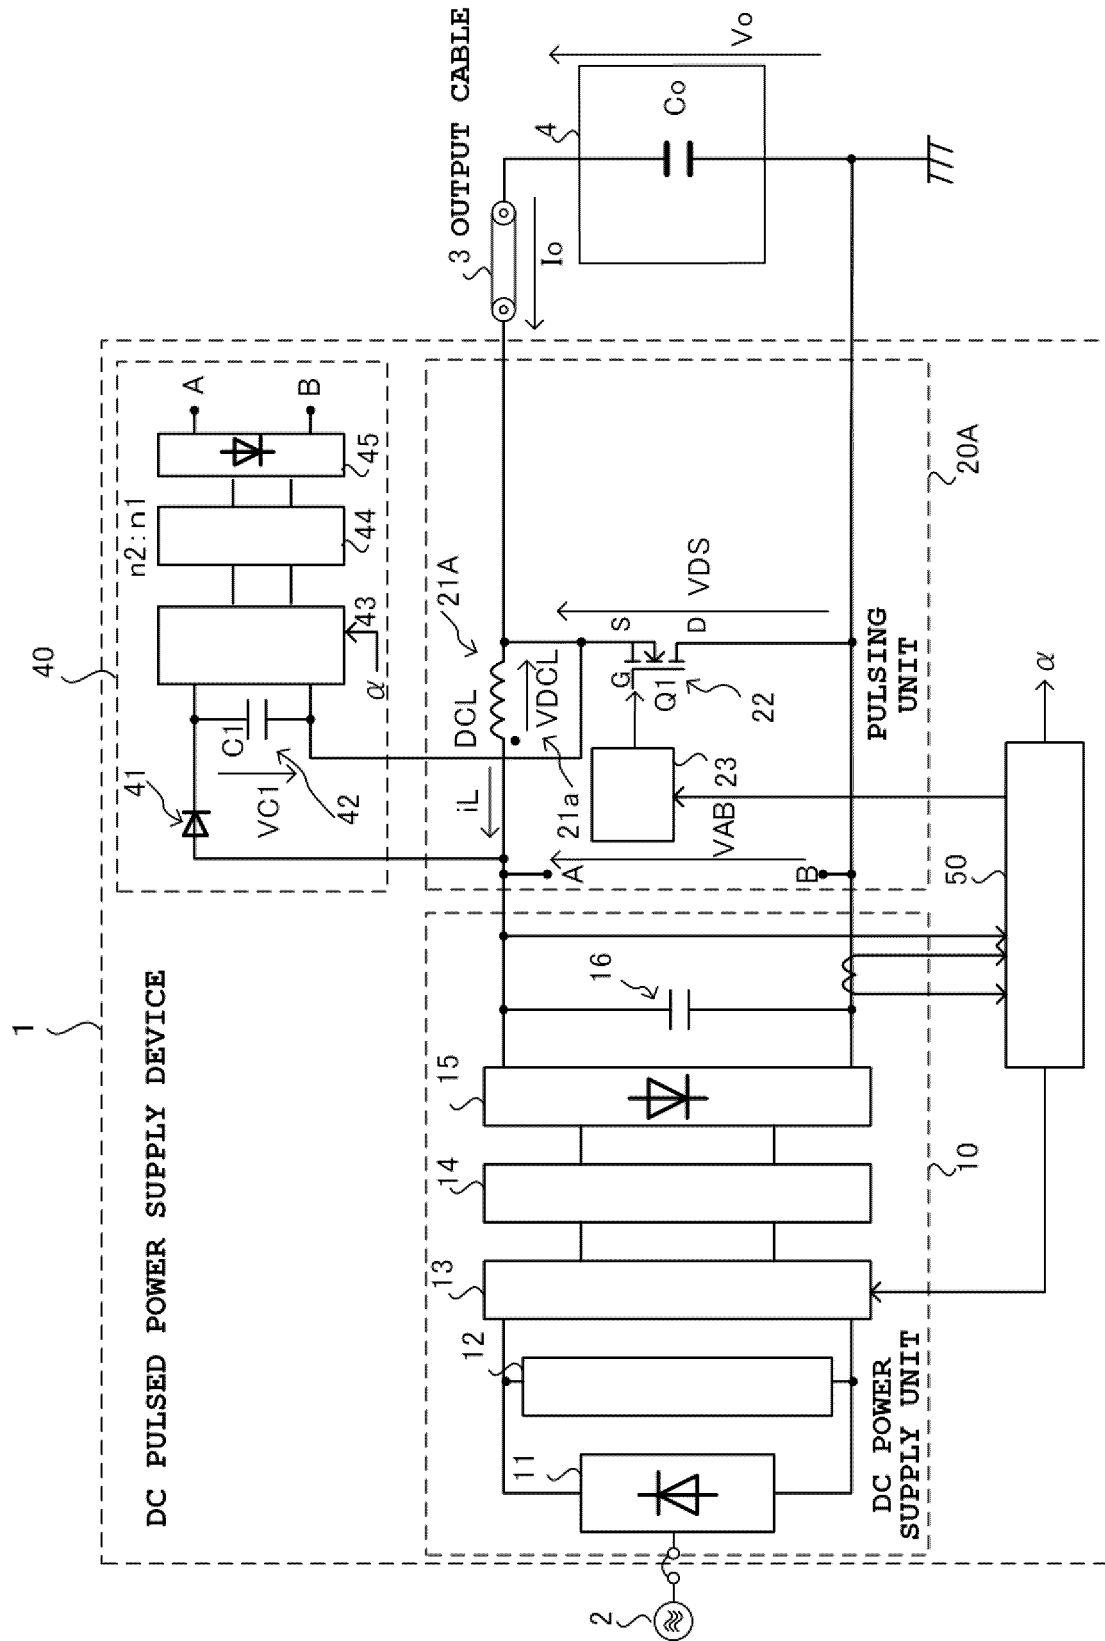 1
DC PULSED POWER SUPPLY DEVICE
40
n2:n1
A
B
41
C1
VC1
42
43
44
45
α
3 OUTPUT CABLE
Io
4
Co
Vo
DCL
VDCL
21A
iL
21a
S
G
D
Q1
22
VDS
23
A
VAB
B
PULSING
UNIT
20A
2
11
12
13
14
15
16
DC POWER
SUPPLY UNIT
10
50
α